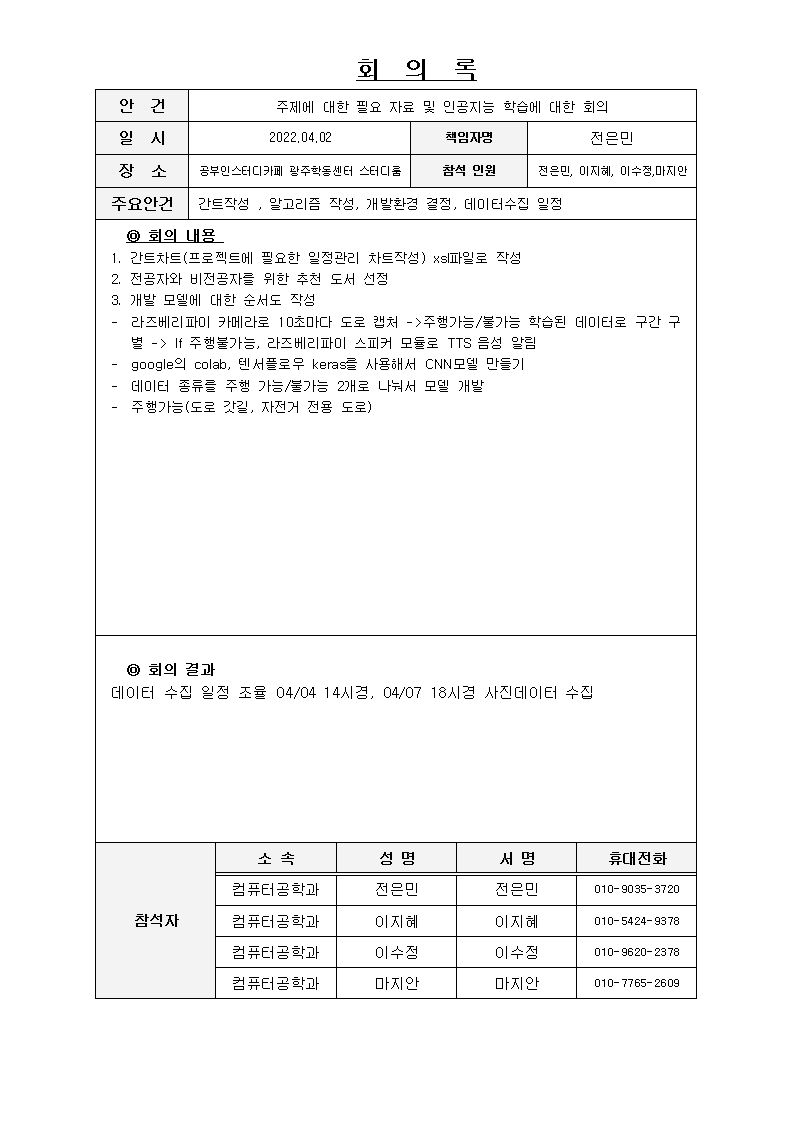 회 의 록
안 건 주제에 대한 필요 자료 및 인공지능 학습에 대한 회의
일 시 2022.04.02 책임자명 전은민
장 소 공부인스터디카페 광주학동센터 스터디룸 참석 인원 전은민, 이지혜, 이수정,마지안
주요안건 간트작성 , 알고리즘 작성, 개발환경 결정, 데이터수집 일정
◎ 회의 내용
1. 간트차트(프로젝트에 필요한 일정관리 차트작성) xsl파일로 작성
2. 전공자와 비전공자를 위한 추천 도서 선정
3. 개발 모델에 대한 순서도 작성
- 라즈베리파이 카메라로 10초마다 도로 캡처 ->주행가능/불가능 학습된 데이터로 구간 구
별 -> If 주행불가능, 라즈베리파이 스피커 모듈로 TTS 음성 알림
- google의 colab, 텐서플로우 keras를 사용해서 CNN모델 만들기
- 데이터 종류를 주행 가능/불가능 2개로 나눠서 모델 개발
- 주행가능(도로 갓길, 자전거 전용 도로)
◎ 회의 결과
데이터 수집 일정 조율 04/04 14시경, 04/07 18시경 사진데이터 수집
참석자
소 속 성 명 서 명 휴대전화
컴퓨터공학과 전은민 전은민 010-9035-3720
컴퓨터공학과 이지혜 이지혜 010-5424-9378
컴퓨터공학과 이수정 이수정 010-9620-2378
컴퓨터공학과 마지안 마지안 010-7765-2609